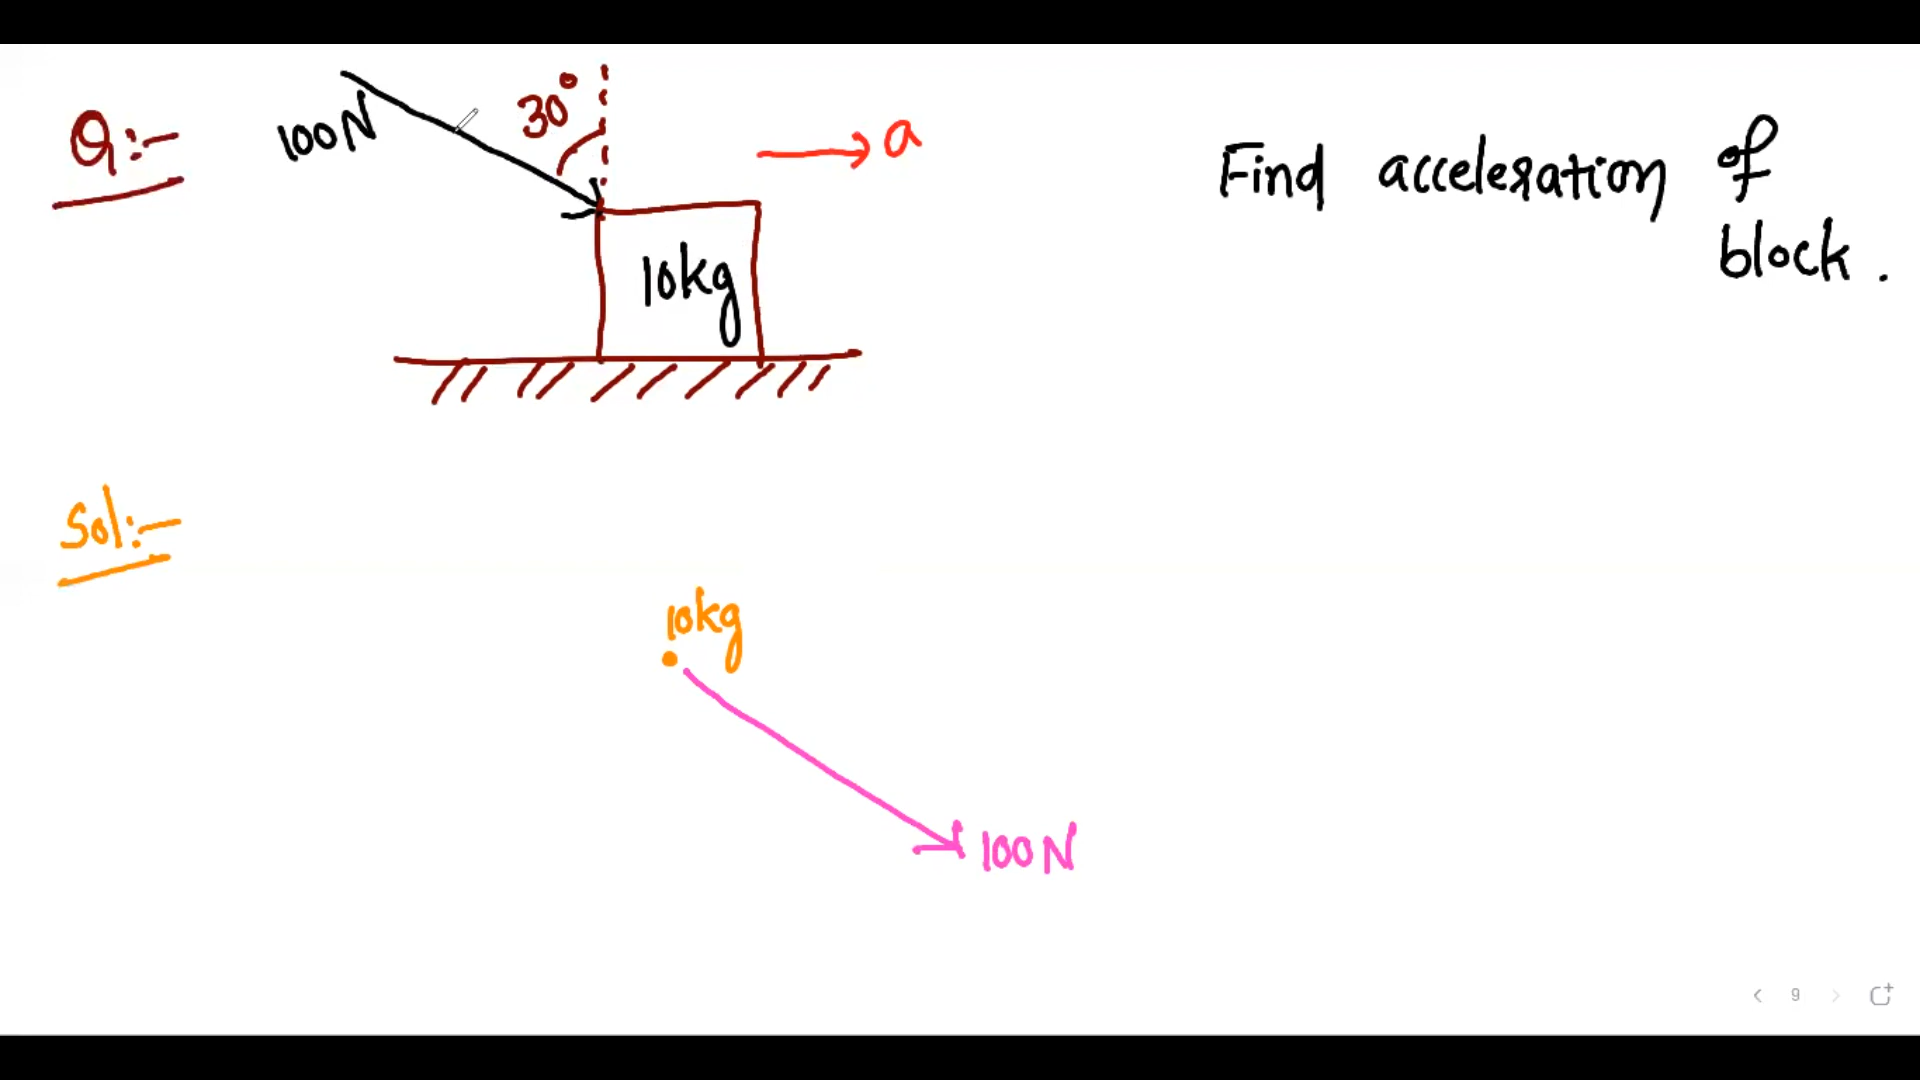 Q:-
100N
30°
a
10kg
Find acceleration of
block.
Sol:-
10kg
100N
9